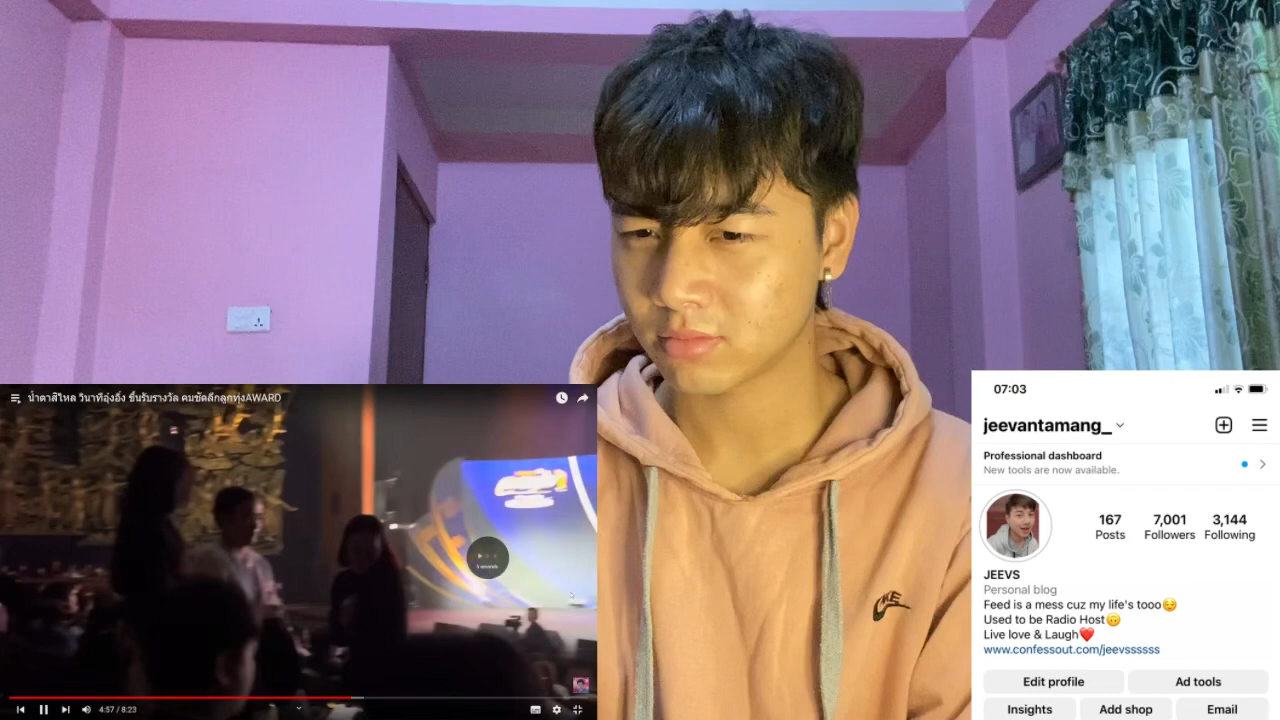 น้ำตาสิไหล วินาทีอุ๋งอิ๋ง ขึ้นรับรางวัล คมชัดลึกลูกทุ่งAWARD
5 seconds
4:57 / 8:23
07:03
jeevantamang_
Professional dashboard
New tools are now available.
167
Posts
7,001
Followers
3,144
Following
JEEVS
Personal blog
Feed is a mess cuz my life's tooo😌
Used to be Radio Host🙃
Live love & Laugh❤️
www.confessout.com/jeevssssss
Edit profile
Ad tools
Insights
Add shop
Email